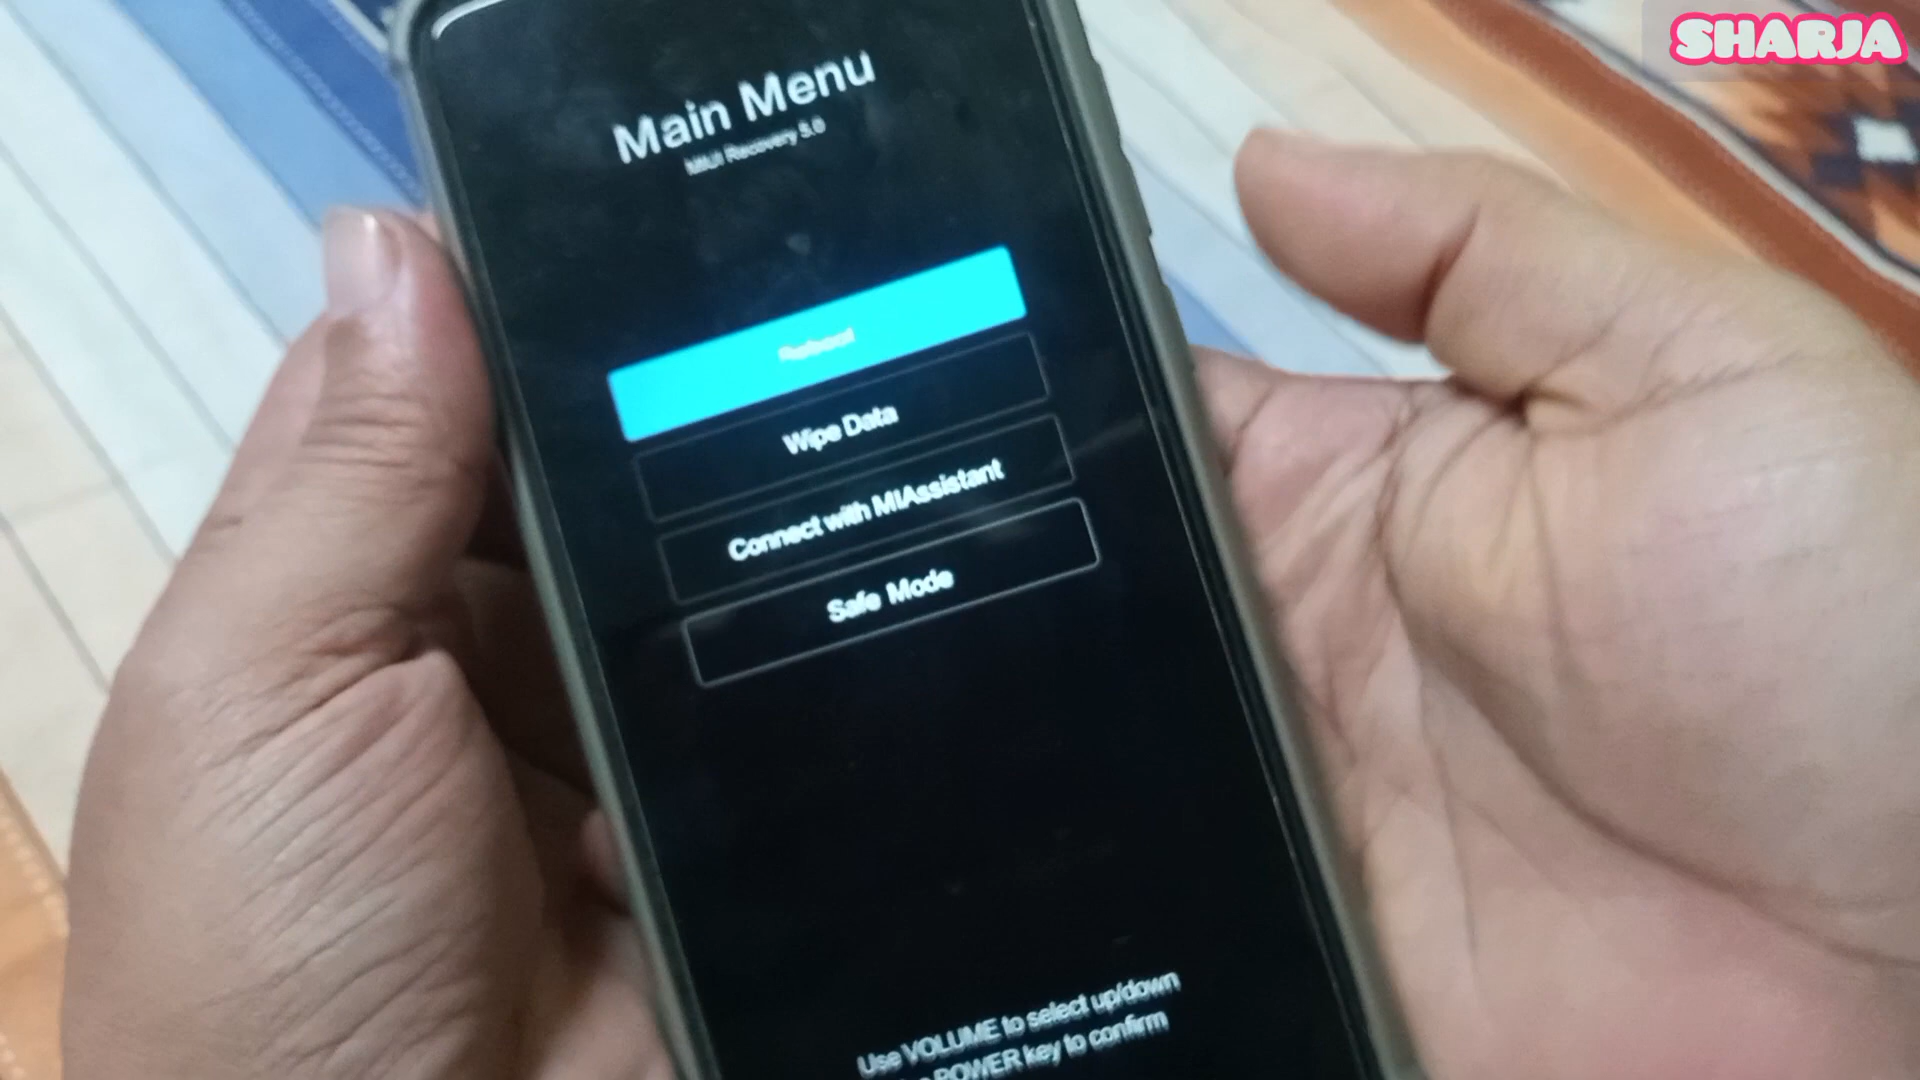 SHARJA
Main Menu
MIUI Recovery 5.0
Reboot
Wipe Data
Connect with MIAssistant
Safe Mode
Use VOLUME to select up/down
POWER key to confirm